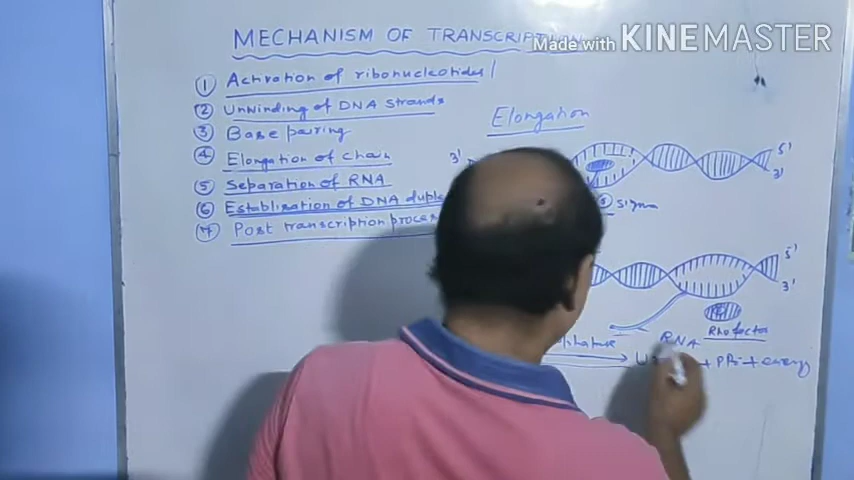 MECHANISM OF TRANSCRIPTION
Made with KINEMASTER
① Activation of ribonucleotides
② Unwinding of DNA strands
③ Base pairing
④ Elongation of chain
⑤ Separation of RNA
⑥ Establisation of DNA duple
⑦ Post transcription proces
Elongation
3'
5'
3'
sigma
5'
3'
Rho factor
RNA
+ PPi + energy